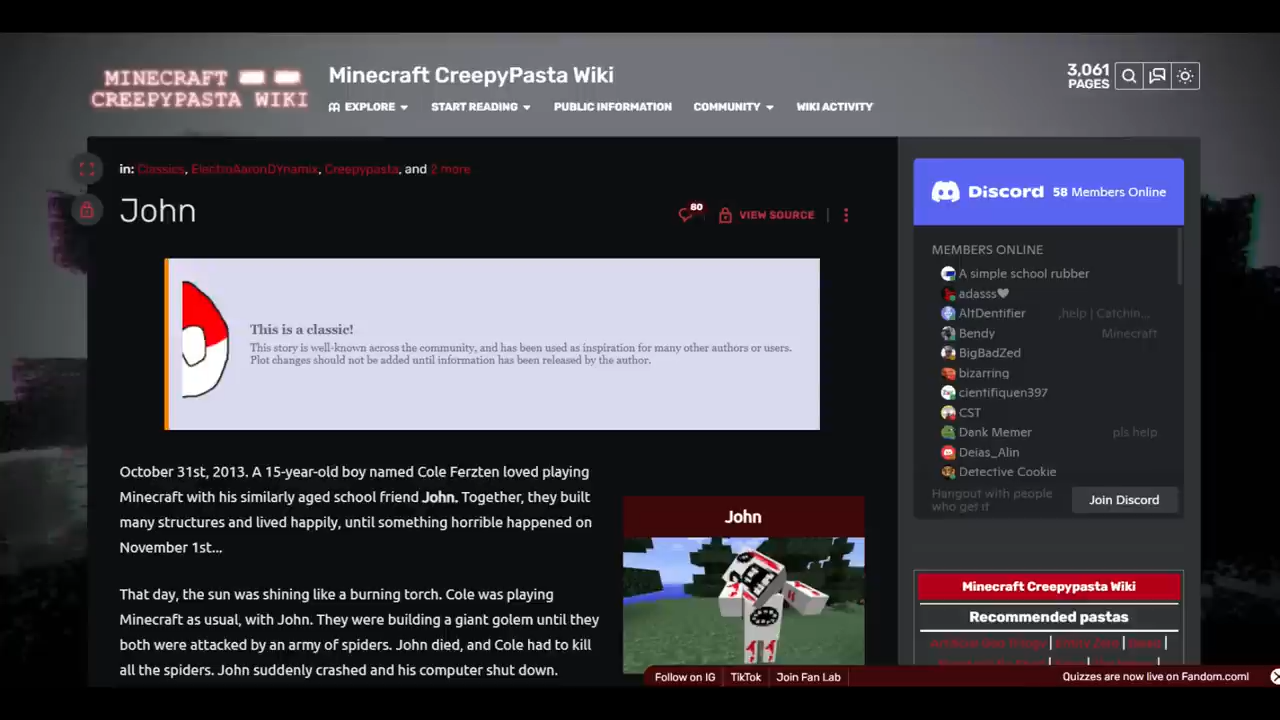 MINECRAFT
CREEPYPASTA WIKI
Minecraft CreepyPasta Wiki
EXPLORE
START READING
PUBLIC INFORMATION
COMMUNITY
WIKI ACTIVITY
3,061
PAGES
in: Classics, ElectroAaronDYnamix, Creepypasta, and 2 more
John
80
VIEW SOURCE
This is a classic!
This story is well-known across the community, and has been used as inspiration for many other authors or users.
Plot changes should not be added until information has been released by the author.
October 31st, 2013. A 15-year-old boy named Cole Ferzten loved playing
Minecraft with his similarly aged school friend John. Together, they built
many structures and lived happily, until something horrible happened on
November 1st...
That day, the sun was shining like a burning torch. Cole was playing
Minecraft as usual, with John. They were building a giant golem until they
both were attacked by an army of spiders. John died, and Cole had to kill
all the spiders. John suddenly crashed and his computer shut down.
John
Discord 58 Members Online
MEMBERS ONLINE
A simple school rubber
adasss♥
AltDentifier ,help | Catchin...
Bendy Minecraft
BigBadZed
bizarring
cientifiquen397
CST
Dank Memer pls help
Deias_Alin
Detective Cookie
Hangout with people
who get it
Join Discord
Minecraft Creepypasta Wiki
Recommended pastas
Follow on IG
TikTok
Join Fan Lab
Quizzes are now live on Fandom.com!